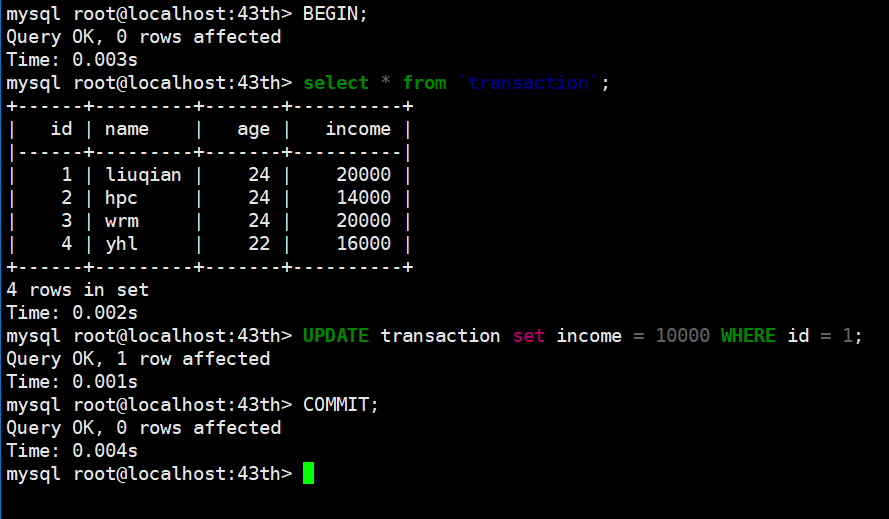 mysql root@localhost:43th> BEGIN;
Query OK, 0 rows affected
Time: 0.003s
mysql root@localhost:43th> select * from `transaction`;
+------+---------+-------+----------+
|   id | name    |   age |   income |
|------+---------+-------+----------|
|    1 | liuqian |    24 |    20000 |
|    2 | hpc     |    24 |    14000 |
|    3 | wrm     |    24 |    20000 |
|    4 | yhl     |    22 |    16000 |
+------+---------+-------+----------+
4 rows in set
Time: 0.002s
mysql root@localhost:43th> UPDATE transaction set income = 10000 WHERE id = 1;
Query OK, 1 row affected
Time: 0.001s
mysql root@localhost:43th> COMMIT;
Query OK, 0 rows affected
Time: 0.004s
mysql root@localhost:43th>